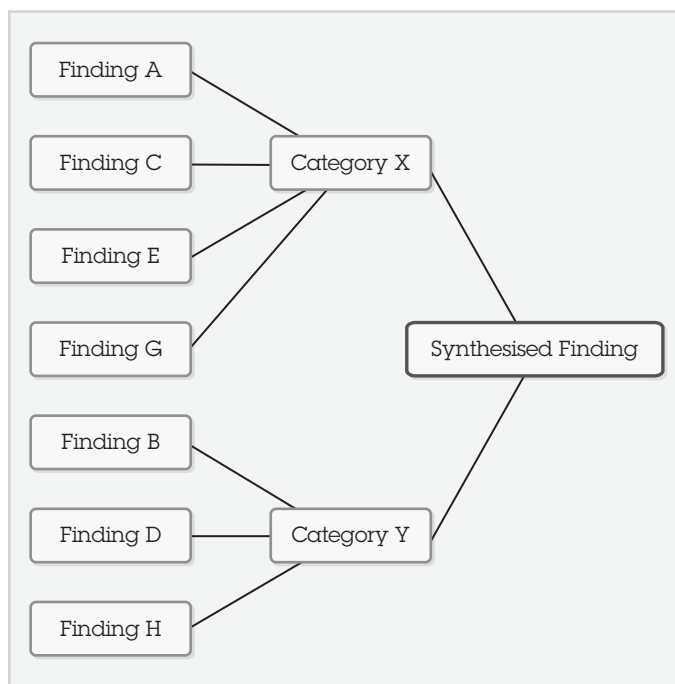 Finding A
Finding C
Category X
Finding E
Finding G
Synthesised Finding
Finding B
Finding D
Category Y
Finding H